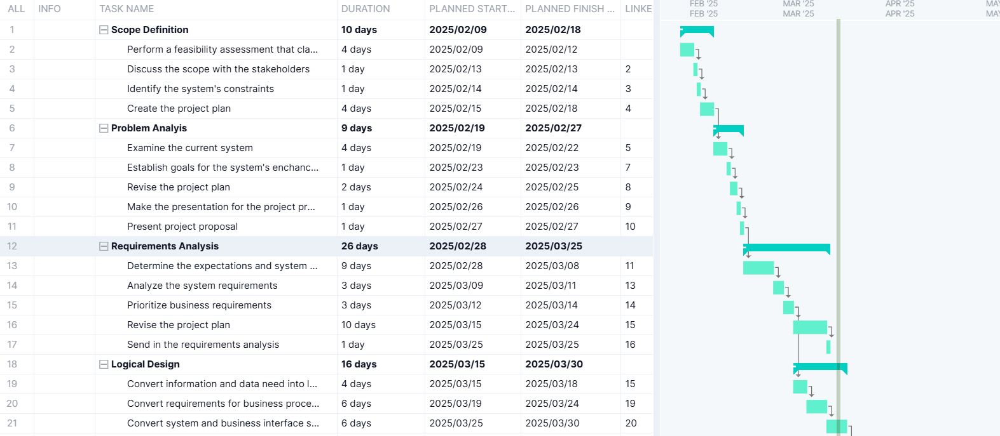 ALL INFO TASK NAME DURATION PLANNED START... PLANNED FINISH ... LINKE
FEB '25 MAR '25 APR '25 MAY
FEB '25 MAR '25 APR '25 MAY
1 Scope Definition 10 days 2025/02/09 2025/02/18
2 Perform a feasibility assessment that cla... 4 days 2025/02/09 2025/02/12
3 Discuss the scope with the stakeholders 1 day 2025/02/13 2025/02/13 2
4 Identify the system's constraints 1 day 2025/02/14 2025/02/14 3
5 Create the project plan 4 days 2025/02/15 2025/02/18 4
6 Problem Analyis 9 days 2025/02/19 2025/02/27
7 Examine the current system 4 days 2025/02/19 2025/02/22 5
8 Establish goals for the system's enchanc... 1 day 2025/02/23 2025/02/23 7
9 Revise the project plan 2 days 2025/02/24 2025/02/25 8
10 Make the presentation for the project pr... 1 day 2025/02/26 2025/02/26 9
11 Present project proposal 1 day 2025/02/27 2025/02/27 10
12 Requirements Analysis 26 days 2025/02/28 2025/03/25
13 Determine the expectations and system ... 9 days 2025/02/28 2025/03/08 11
14 Analyze the system requirements 3 days 2025/03/09 2025/03/11 13
15 Prioritize business requirements 3 days 2025/03/12 2025/03/14 14
16 Revise the project plan 10 days 2025/03/15 2025/03/24 15
17 Send in the requirements analysis 1 day 2025/03/25 2025/03/25 16
18 Logical Design 16 days 2025/03/15 2025/03/30
19 Convert information and data need into l... 4 days 2025/03/15 2025/03/18 15
20 Convert requirements for business proce... 6 days 2025/03/19 2025/03/24 19
21 Convert system and business interface s... 6 days 2025/03/25 2025/03/30 20